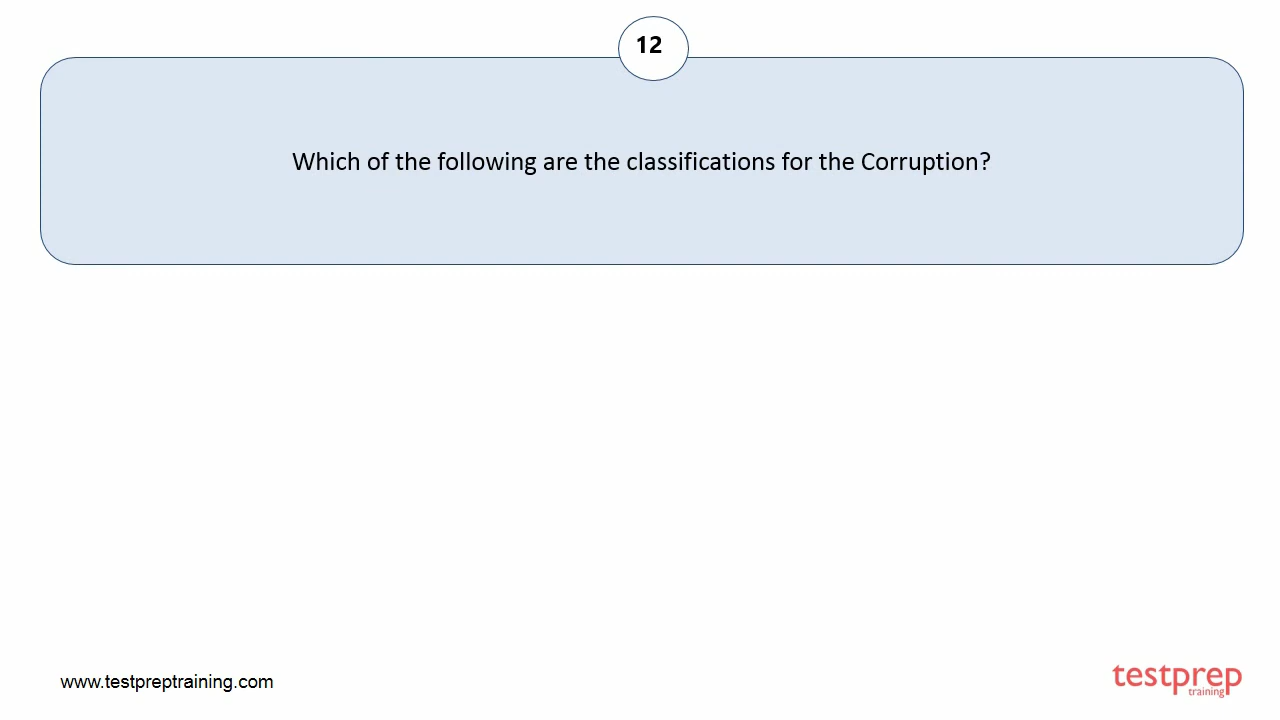 12
Which of the following are the classifications for the Corruption?
www.testpreptraining.com
testprep
training